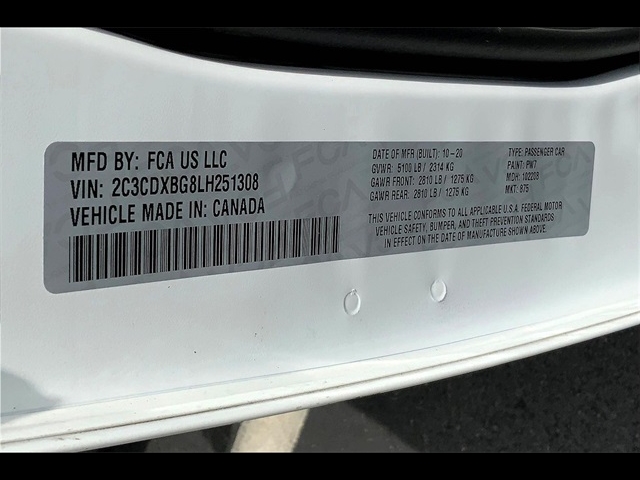 MFD BY: FCA US LLC
VIN: 2C3CDXBG8LH251308
VEHICLE MADE IN: CANADA
DATE OF MFR (BUILT): 10-20
GVWR: 5100 LB / 2314 KG
GAWR FRONT: 2810 LB / 1275 KG
GAWR REAR: 2810 LB / 1275 KG
TYPE: PASSENGER CAR
PAINT: PW7
MDH: 102208
MKT: 875
THIS VEHICLE CONFORMS TO ALL APPLICABLE U.S.A. FEDERAL MOTOR
VEHICLE SAFETY, BUMPER, AND THEFT PREVENTION STANDARDS
IN EFFECT ON THE DATE OF MANUFACTURE SHOWN ABOVE.